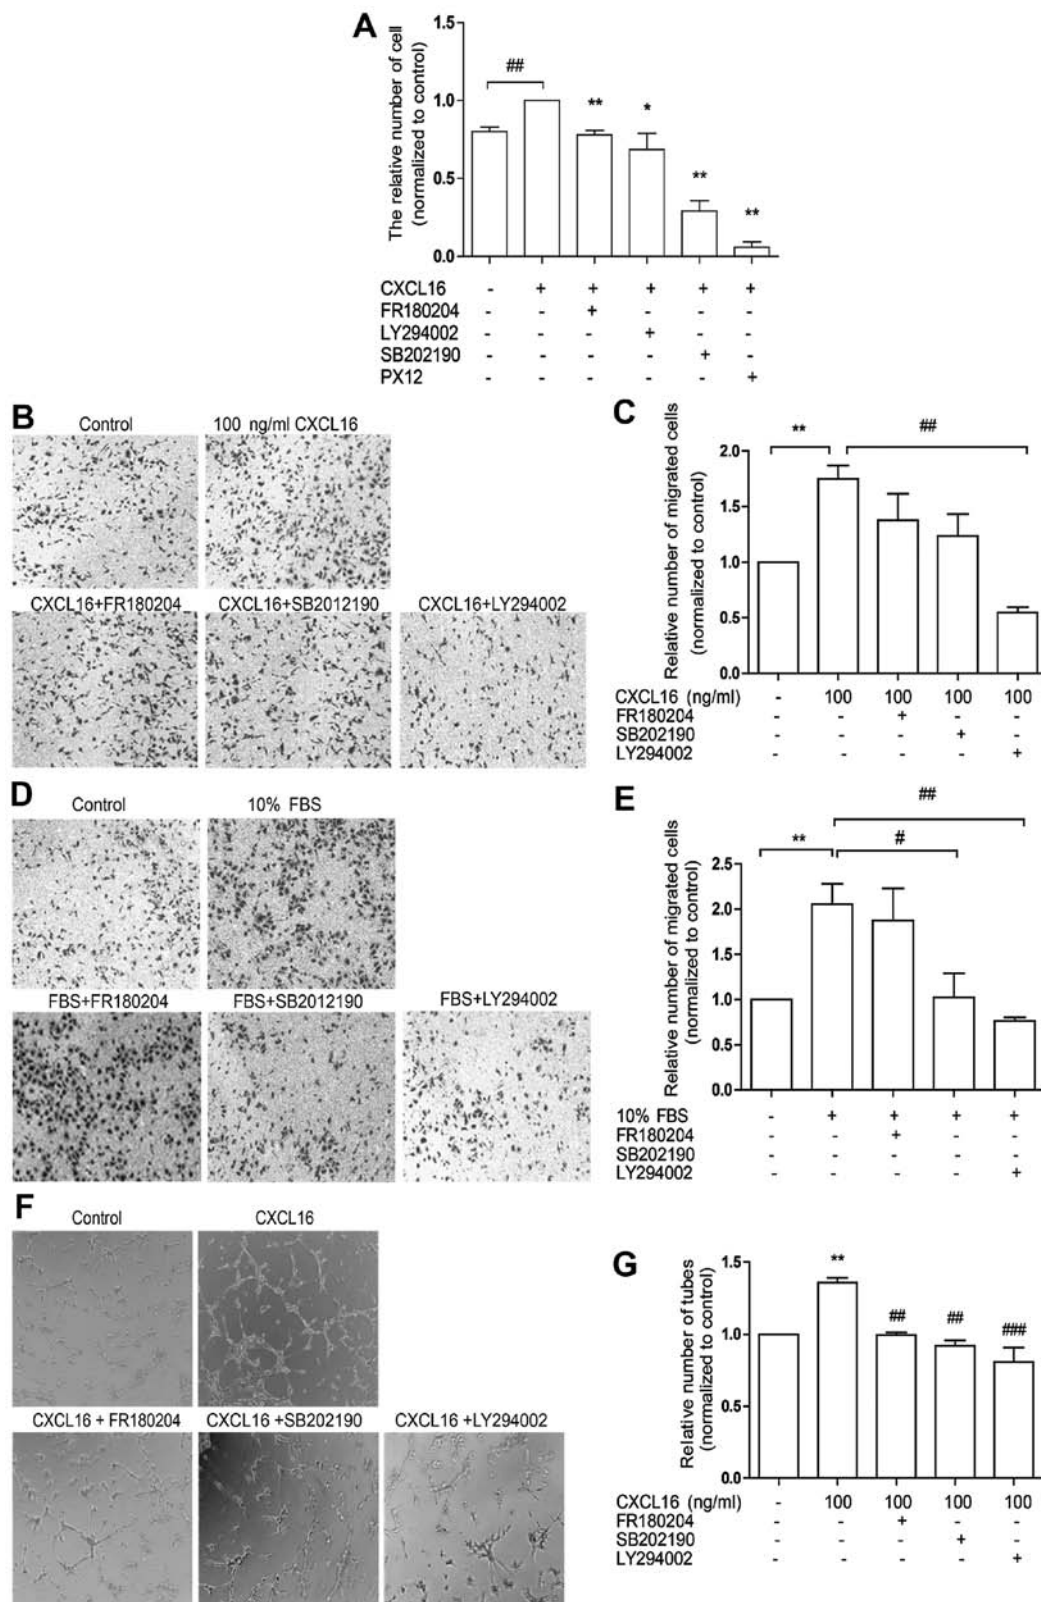 A
The relative number of cell
(normalized to control)
1.5
1.0
0.5
0.0
##
**
*
**
**
CXCL16 - + + + + +
FR180204 - - + - - -
LY294002 - - - + - -
SB202190 - - - - + -
PX12 - - - - - +
B
Control
100 ng/ml CXCL16
CXCL16+FR180204
CXCL16+SB2012190
CXCL16+LY294002
C
Relative number of migrated cells
(normalized to control)
2.0
1.5
1.0
0.5
0.0
**
##
CXCL16 (ng/ml) - 100 100 100 100
FR180204 - - + - -
SB202190 - - - + -
LY294002 - - - - +
D
Control
10% FBS
FBS+FR180204
FBS+SB2012190
FBS+LY294002
E
Relative number of migrated cells
(normalized to control)
2.5
2.0
1.5
1.0
0.5
0.0
##
**
#
10% FBS - + + + +
FR180204 - - + - -
SB202190 - - - - -
LY294002 - - - - +
F
Control
CXCL16
CXCL16 + FR180204
CXCL16 +SB202190
CXCL16 +LY294002
G
Relative number of tubes
(normalized to control)
1.5
1.0
0.5
0.0
**
##
##
###
CXCL16 (ng/ml) - 100 100 100 100
FR180204 - - + - -
SB202190 - - - + -
LY294002 - - - - +